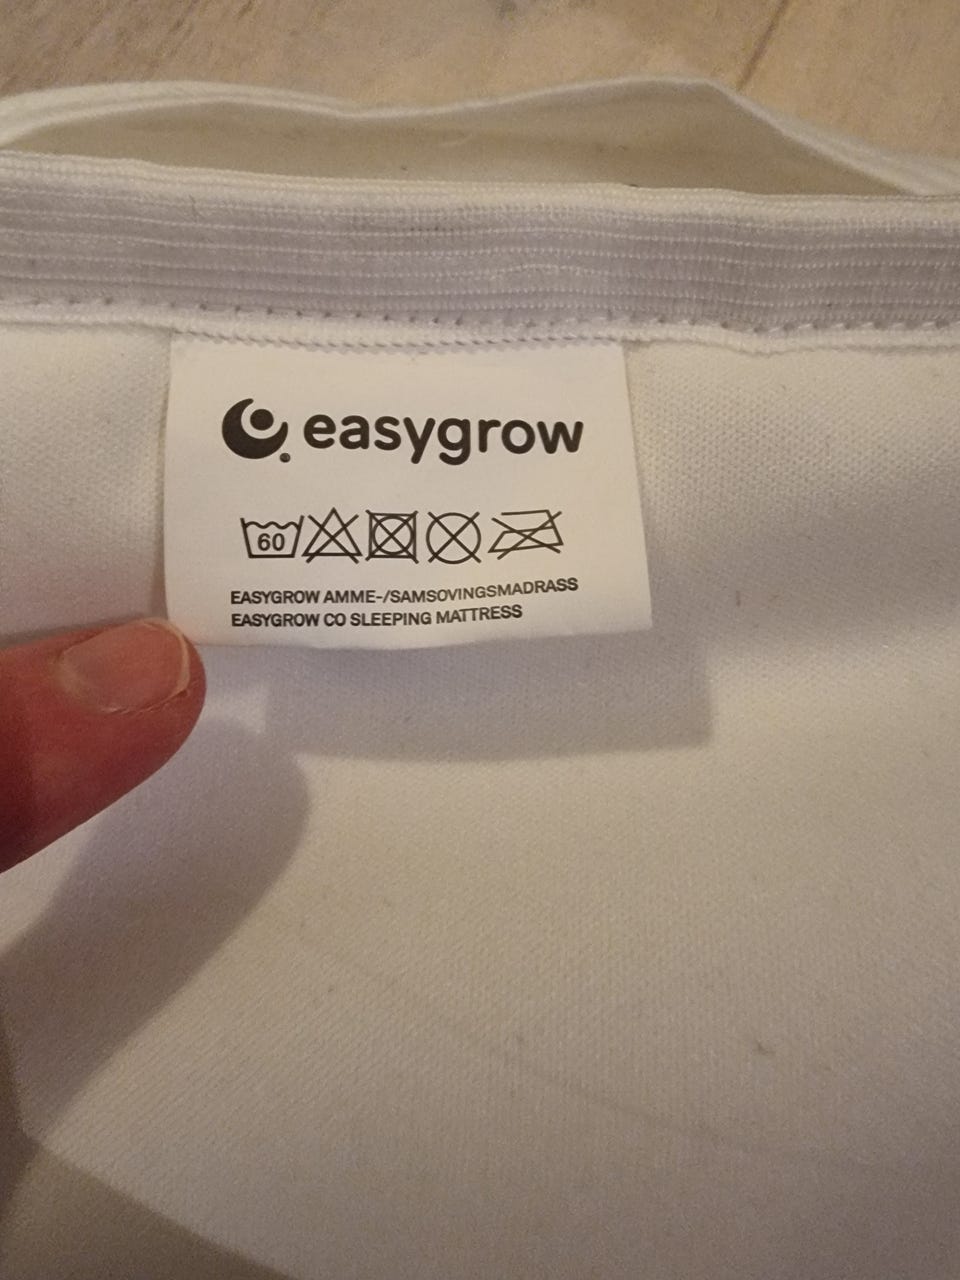 easygrow
60
EASYGROW AMME-/SAMSOVINGSMADRASS
EASYGROW CO SLEEPING MATTRESS